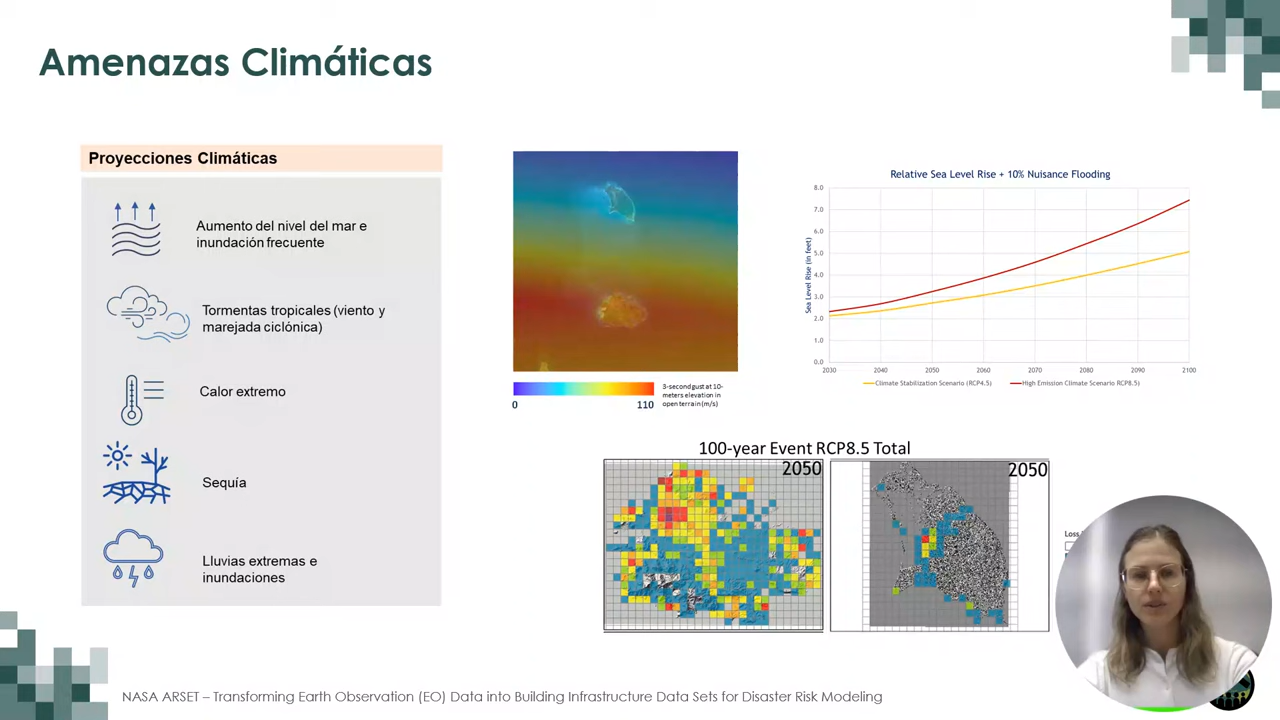 Amenazas Climáticas
Proyecciones Climáticas
Aumento del nivel del mar e
inundación frecuente
Tormentas tropicales (viento y
marejada ciclónica)
Calor extremo
Sequía
Lluvias extremas e
inundaciones
0
110
3-second gust at 10-
meters elevation in
open terrain (m/s)
Relative Sea Level Rise + 10% Nuisance Flooding
Sea Level Rise (in feet)
8.0
7.0
6.0
5.0
4.0
3.0
2.0
1.0
0.0
2030 2040 2050 2060 2070 2080 2090 2100
Climate Stabilization Scenario (RCP4.5) High Emission Climate Scenario RCP8.5)
100-year Event RCP8.5 Total
2050
2050
Loss
NASA ARSET – Transforming Earth Observation (EO) Data into Building Infrastructure Data Sets for Disaster Risk Modeling